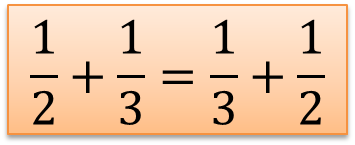 1/2 + 1/3 = 1/3 + 1/2